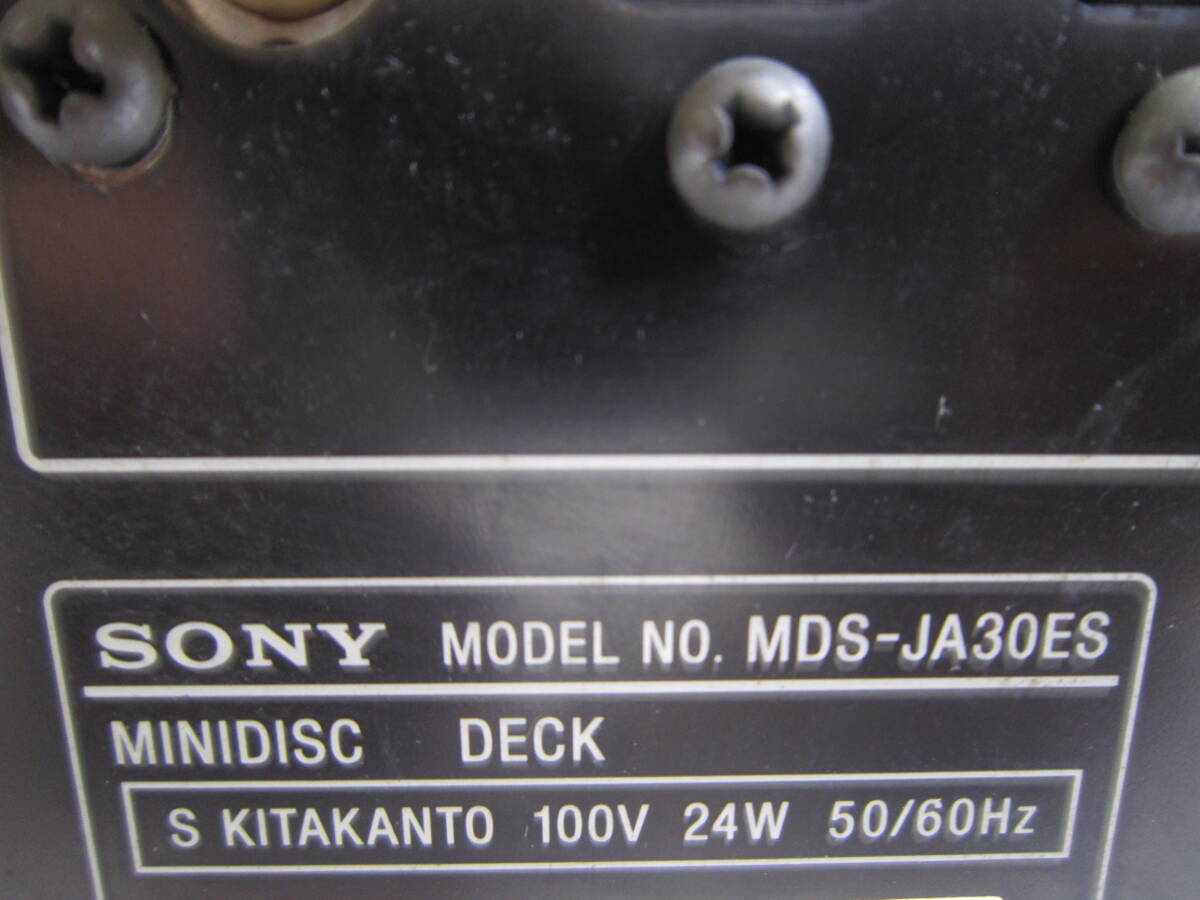 SONY MODEL NO. MDS-JA30ES
MINIDISC DECK
S KITAKANTO 100V 24W 50/60Hz